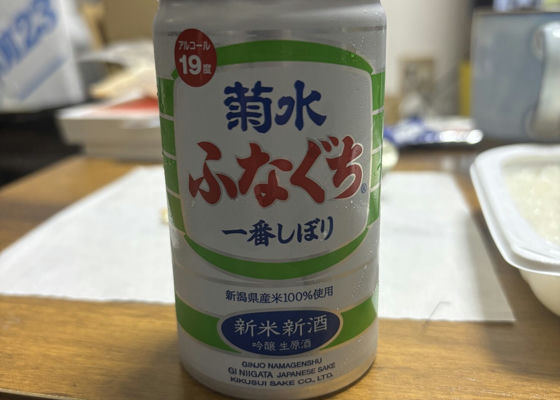 アルコール
19度
菊水
ふなぐち®
一番しぼり
新潟県産米100%使用
新米新酒
吟醸 生原酒
GINJO NAMAGENSHU
GI NIIGATA JAPANESE SAKE
KIKUSUI SAKE CO., LTD.
23